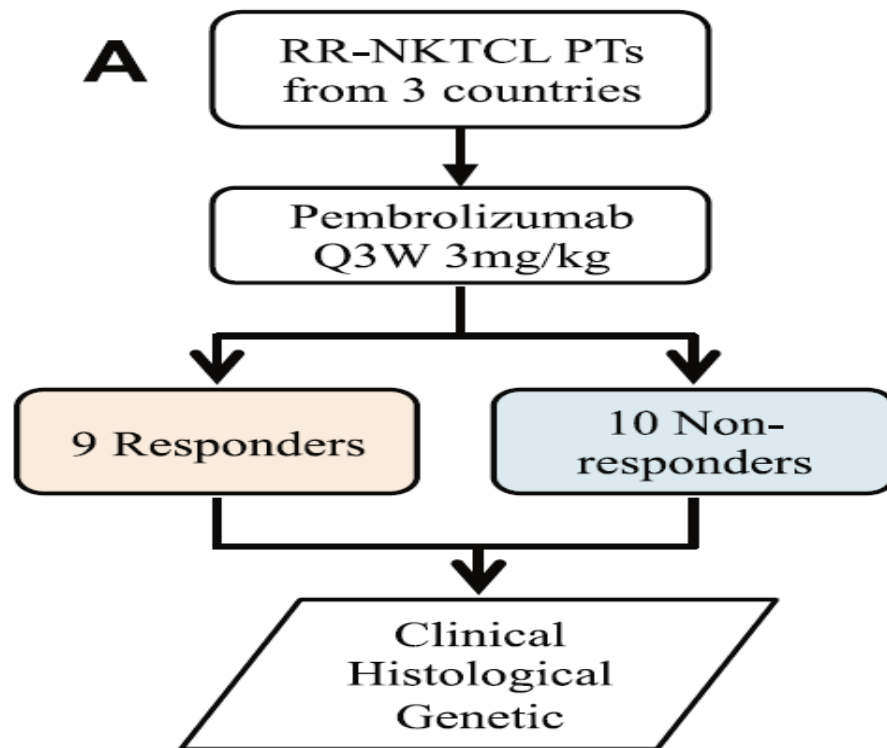 A
RR-NKTCL PTs
from 3 countries
Pembrolizumab
Q3W 3mg/kg
9 Responders
10 Non-
responders
Clinical
Histological
Genetic